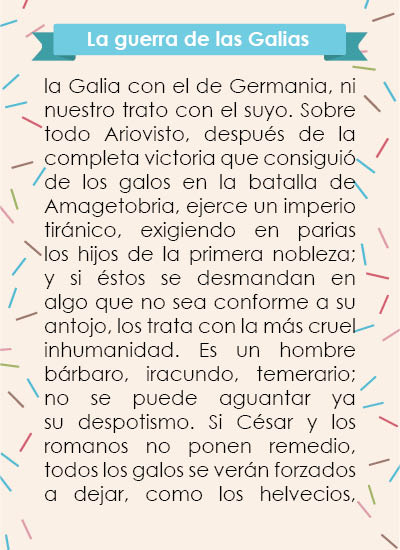 La guerra de las Galias
la Galia con el de Germania, ni
nuestro trato con el suyo. Sobre
todo Ariovisto, después de la
completa victoria que consiguió
de los galos en la batalla de
Amagetobria, ejerce un imperio
tiránico, exigiendo en parias
los hijos de la primera nobleza;
y si éstos se desmandan en
algo que no sea conforme a su
antojo, los trata con la más cruel
inhumanidad. Es un hombre
bárbaro, iracundo, temerario;
no se puede aguantar ya
su despotismo. Si César y los
romanos no ponen remedio,
todos los galos se verán forzados
a dejar, como los helvecios,